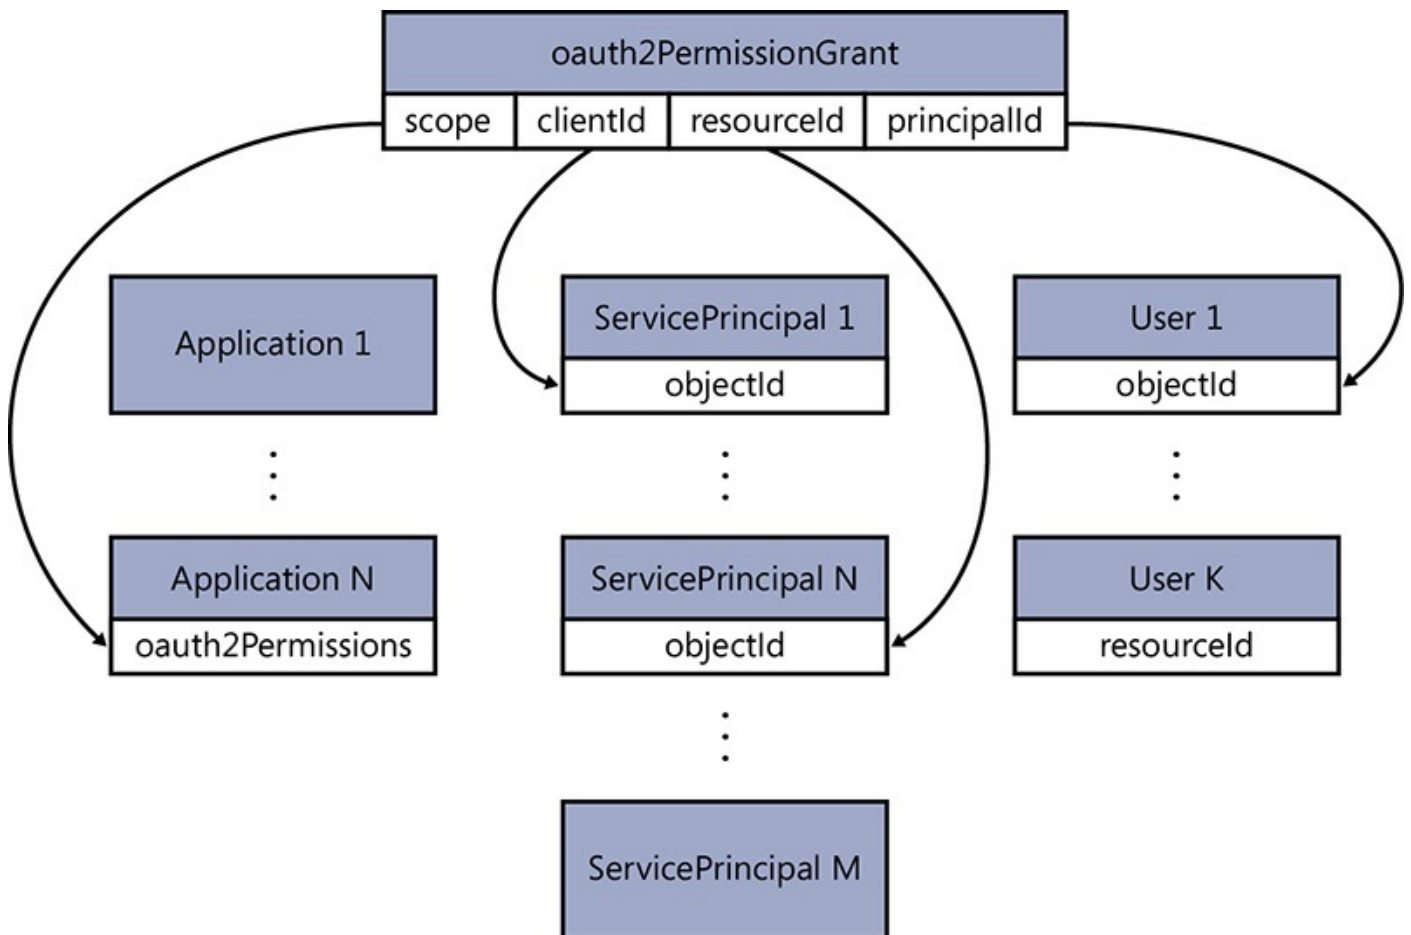 oauth2PermissionGrant
scope clientId resourceId principalId
Application 1
ServicePrincipal 1
objectId
User 1
objectId
Application N
oauth2Permissions
ServicePrincipal N
objectId
User K
resourceId
ServicePrincipal M